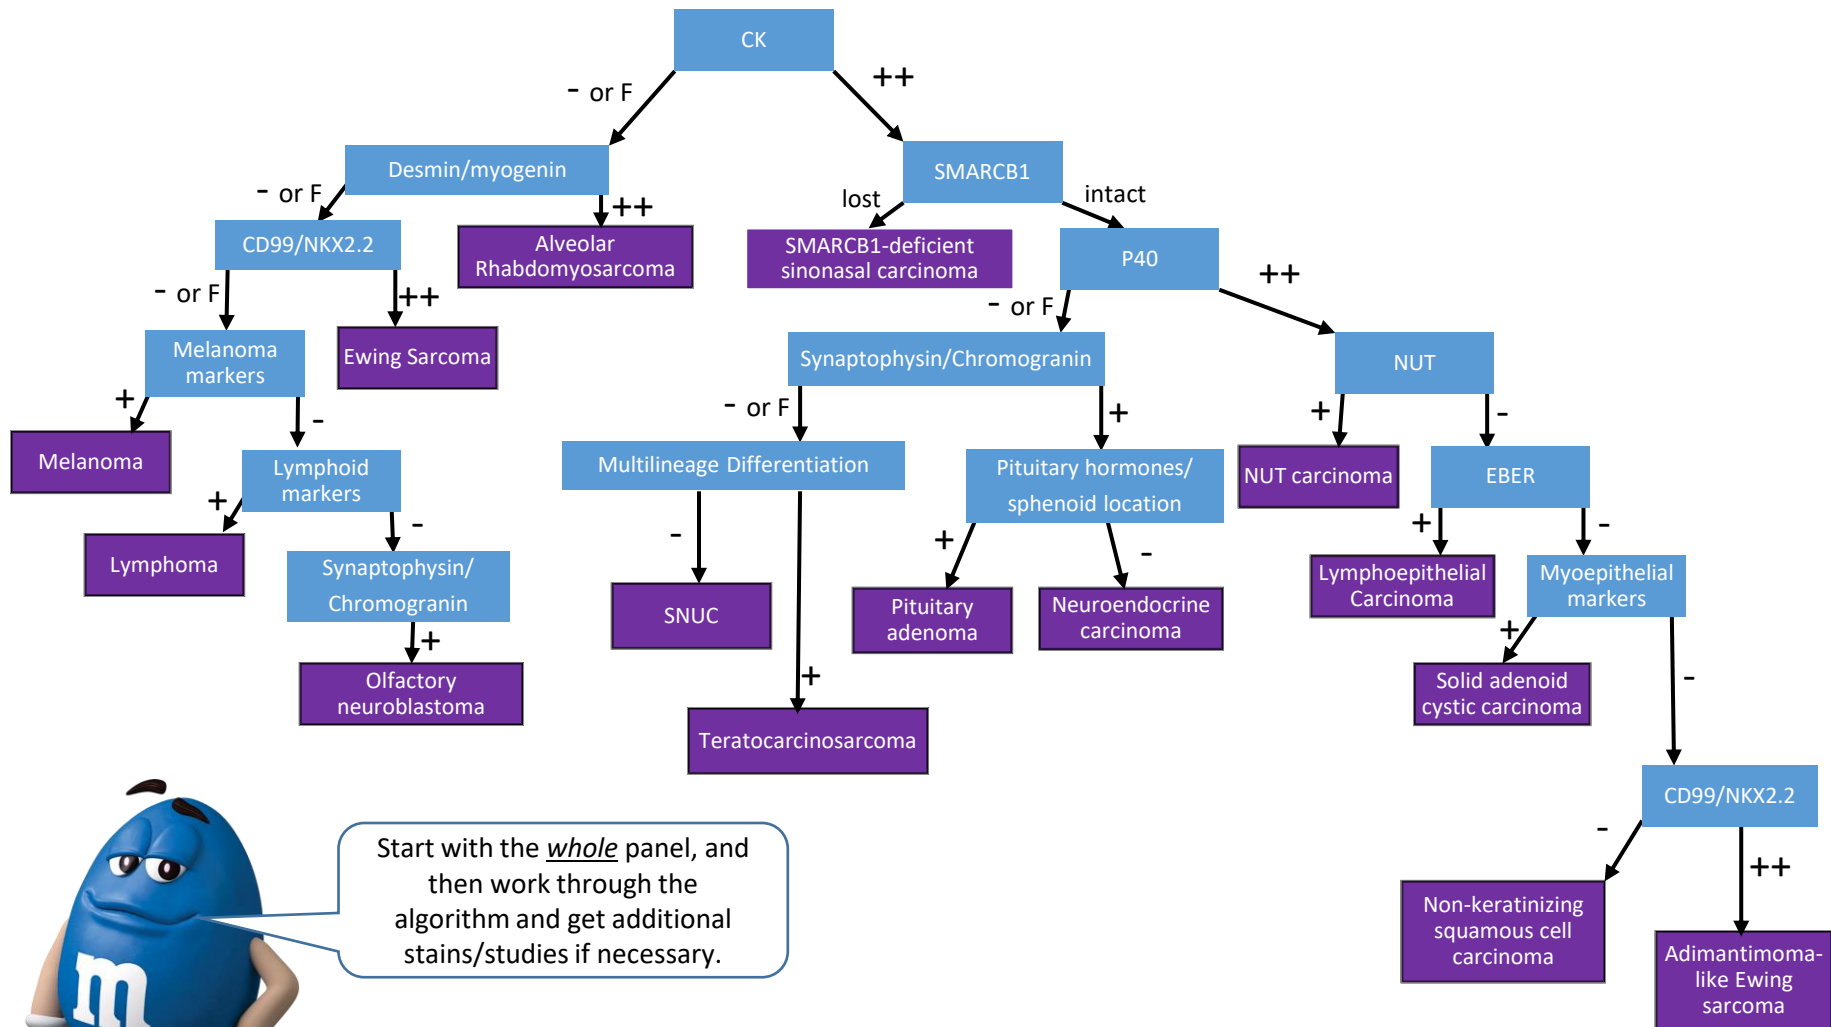 CK
- or F
++
Desmin/myogenin
SMARCB1
- or F
++
lost
intact
CD99/NKX2.2
Alveolar
Rhabdomyosarcoma
SMARCB1-deficient
sinonasal carcinoma
P40
- or F
++
- or F
++
Melanoma
markers
Ewing Sarcoma
Synaptophysin/Chromogranin
NUT
+
-
- or F
+
+
-
Melanoma
Lymphoid
markers
Multilineage Differentiation
Pituitary hormones/
sphenoid location
NUT carcinoma
EBER
+
-
-
+
-
+
-
Lymphoma
Synaptophysin/
Chromogranin
SNUC
Pituitary
adenoma
Neuroendocrine
carcinoma
Lymphoepithelial
Carcinoma
Myoepithelial
markers
+
+
+
-
Olfactory
neuroblastoma
Teratocarcinosarcoma
Solid adenoid
cystic carcinoma
CD99/NKX2.2
-
++
Non-keratinizing
squamous cell
carcinoma
Adimantimoma-
like Ewing
sarcoma
Start with the whole panel, and
then work through the
algorithm and get additional
stains/studies if necessary.
m